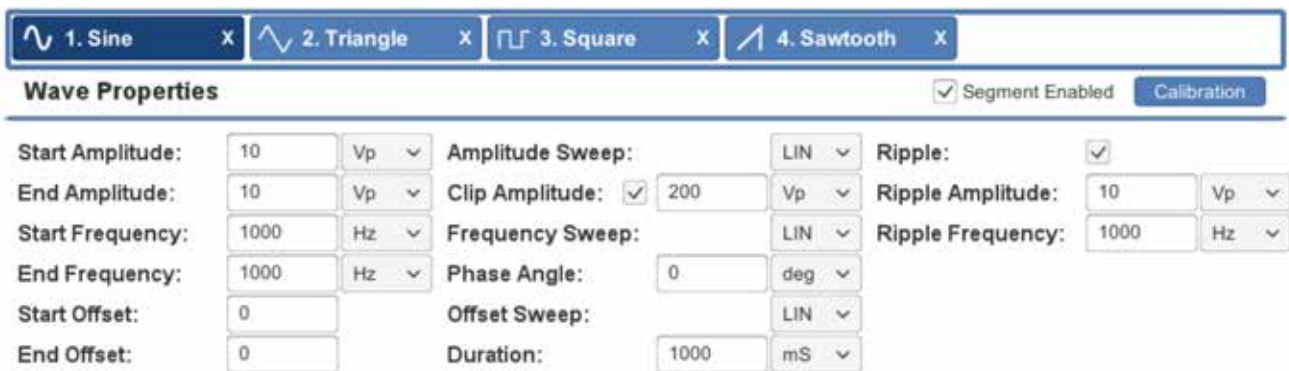 1. Sine X 2. Triangle X 3. Square X 4. Sawtooth X
Wave Properties Segment Enabled Calibration
Start Amplitude: 10 Vp Amplitude Sweep: LIN Ripple:
End Amplitude: 10 Vp Clip Amplitude: 200 Vp Ripple Amplitude: 10 Vp
Start Frequency: 1000 Hz Frequency Sweep: LIN Ripple Frequency: 1000 Hz
End Frequency: 1000 Hz Phase Angle: 0 deg
Start Offset: 0 Offset Sweep: LIN
End Offset: 0 Duration: 1000 mS